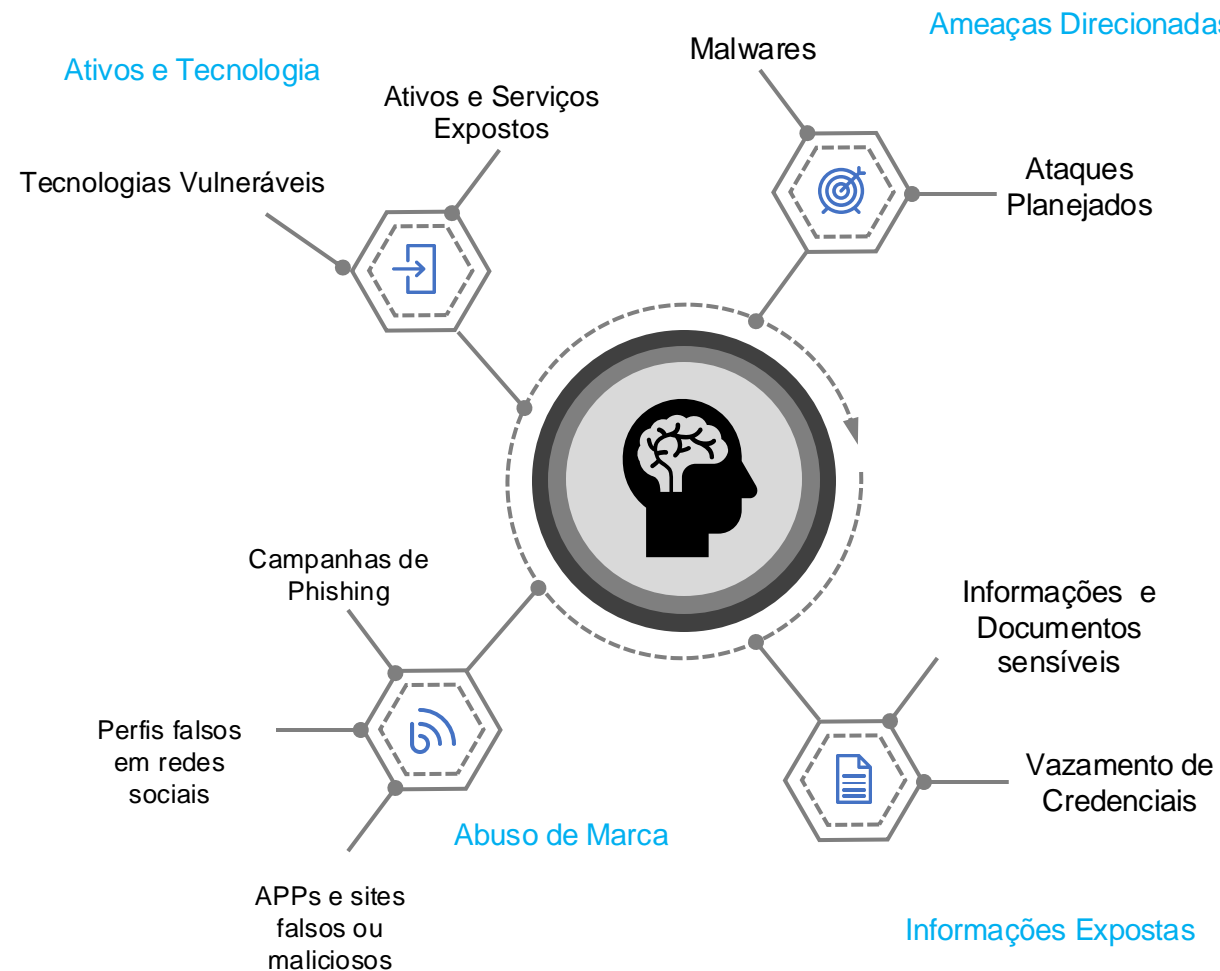 Ameaças Direcionadas
Malwares
Ativos e Tecnologia
Ativos e Serviços
Expostos
Tecnologias Vulneráveis
Ataques
Planejados
Campanhas de
Phishing
Informações e
Documentos
sensíveis
Perfis falsos
em redes
sociais
Vazamento de
Credenciais
Abuso de Marca
APPs e sites
falsos ou
maliciosos
Informações Expostas